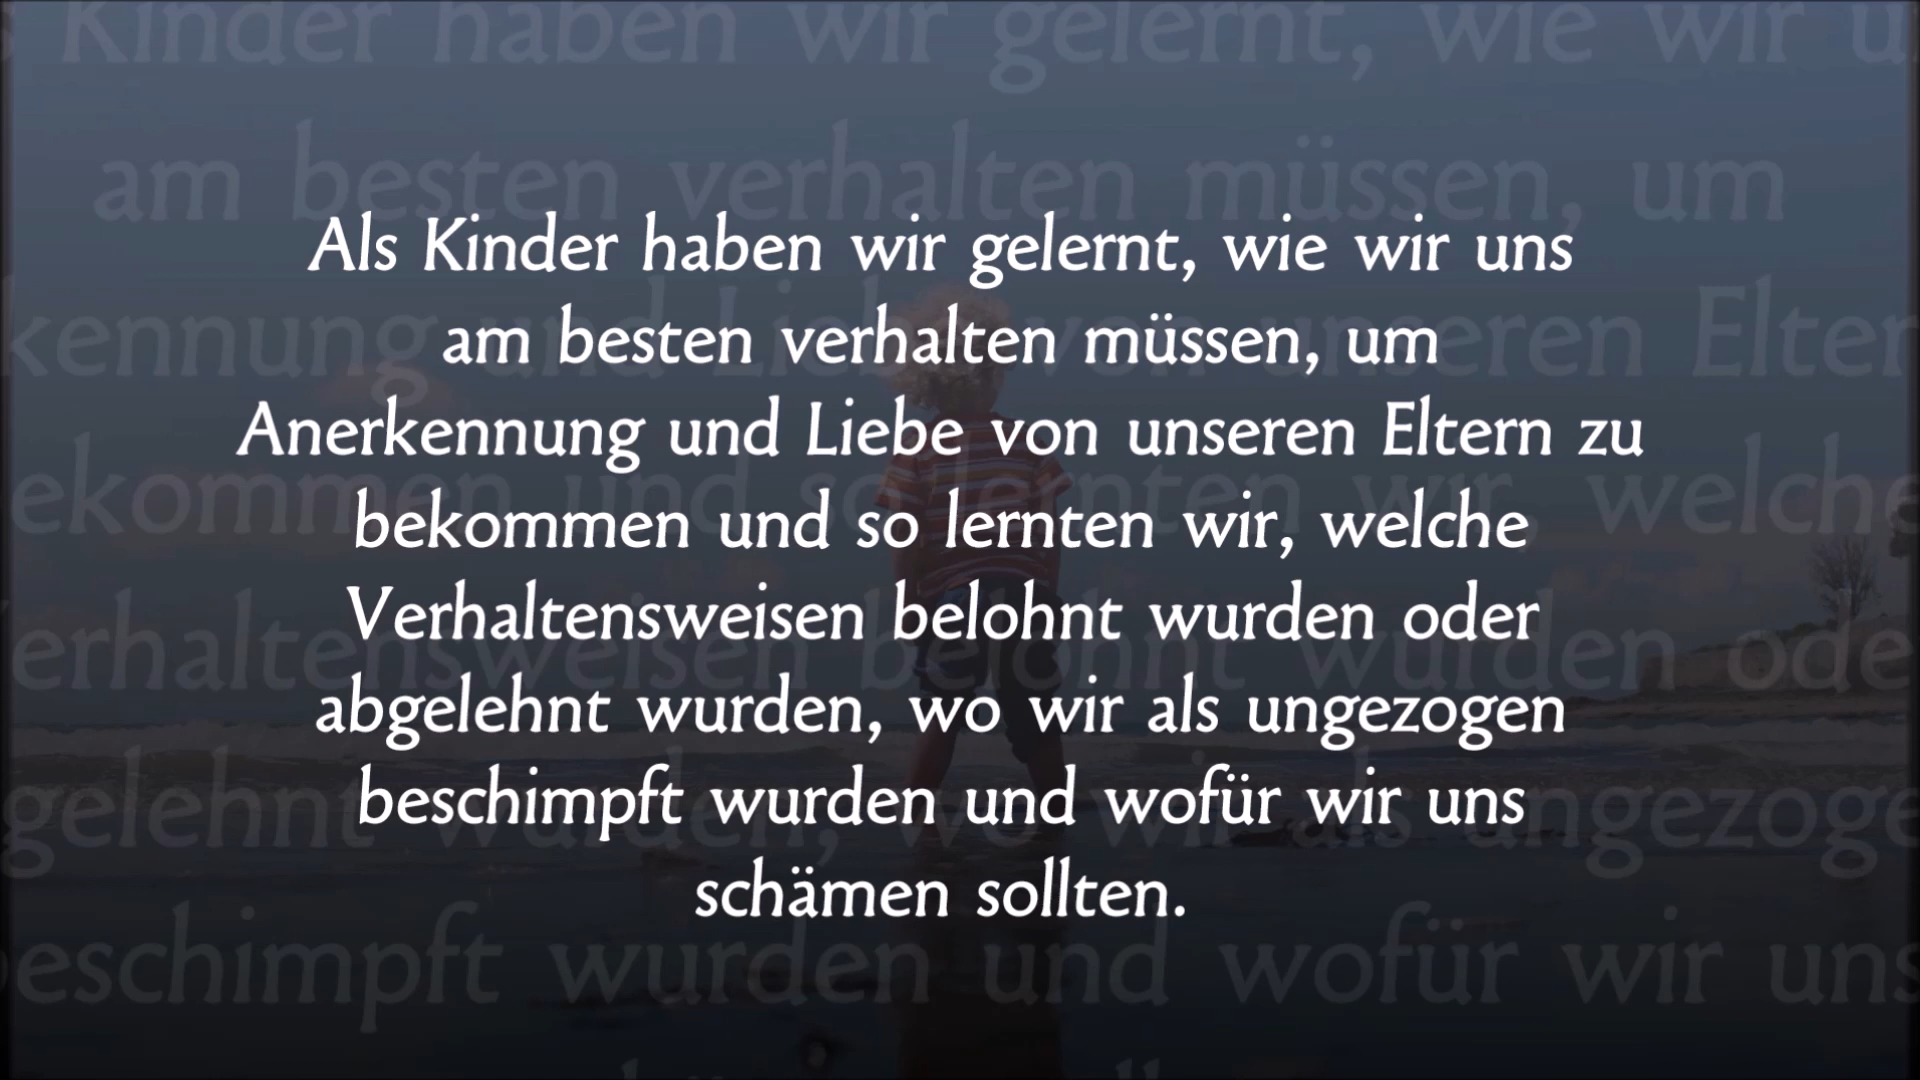 Als Kinder haben wir gelernt, wie wir uns
am besten verhalten müssen, um
Anerkennung und Liebe von unseren Eltern zu
bekommen und so lernten wir, welche
Verhaltensweisen belohnt wurden oder
abgelehnt wurden, wo wir als ungezogen
beschimpft wurden und wofür wir uns
schämen sollten.